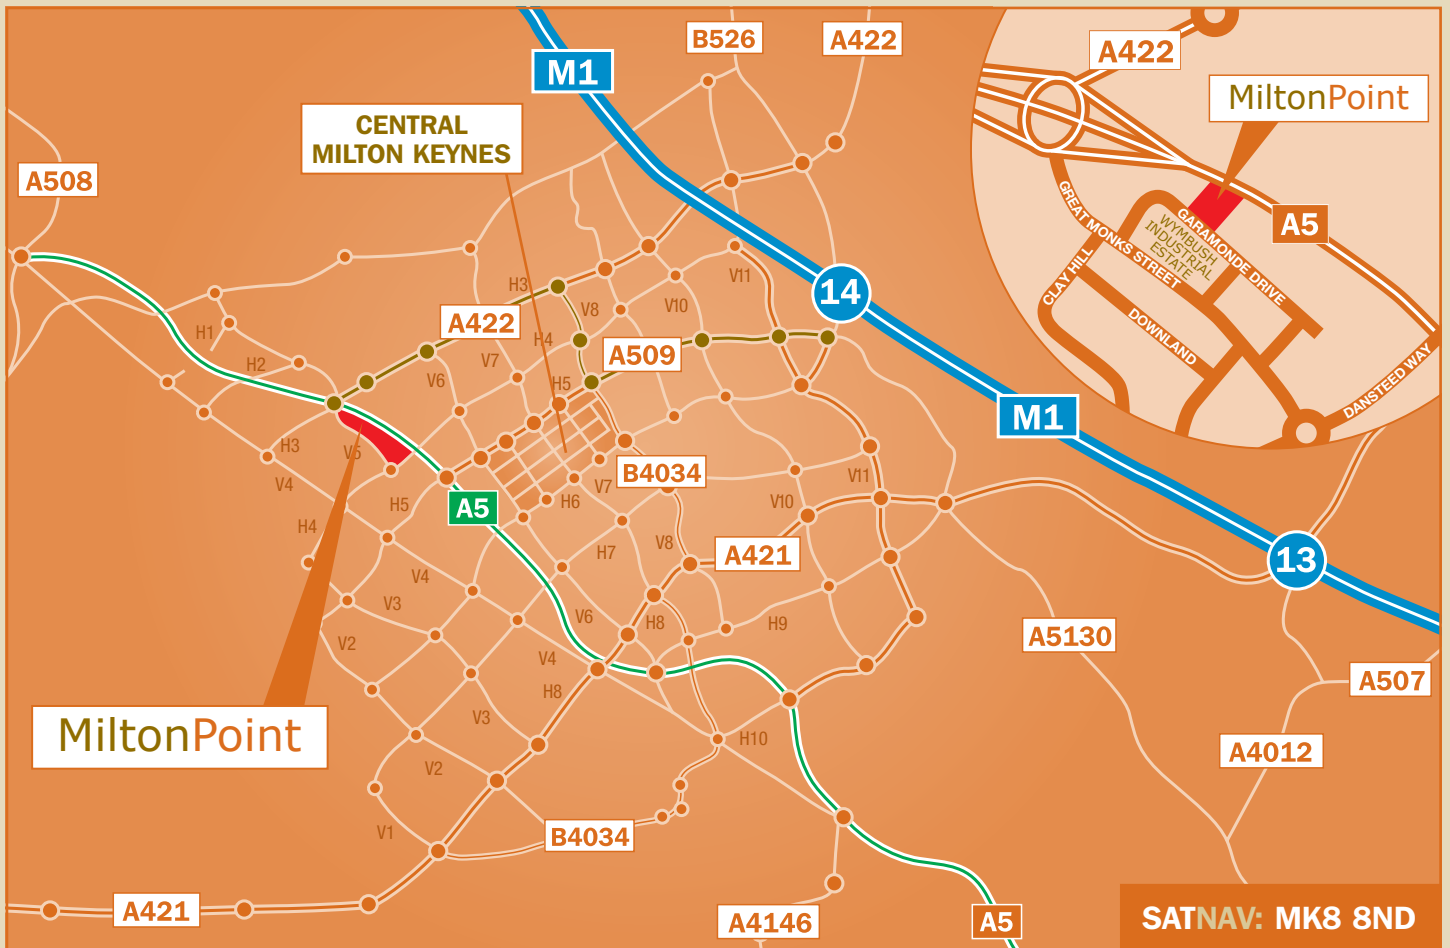 B526
A422
M1
A422
MiltonPoint
CENTRAL
MILTON KEYNES
A508
GREAT MONKS STREET
GARAMONDE DRIVE
WYMBUSH
INDUSTRIAL
ESTATE
A5
CLAY HILL
DOWNLAND
DANSTEED WAY
V11
H3
V8
V10
14
A422
H1
H4
A509
H2
V7
V6
H5
M1
H3
V5
B4034
V11
V4
H5
A5
H6
V7
V10
H4
V8
H7
A421
13
V4
V3
V6
H8
H9
V2
A5130
V4
H8
A507
V3
MiltonPoint
H10
A4012
V2
V1
B4034
A421
A4146
A5
SATNAV: MK8 8ND